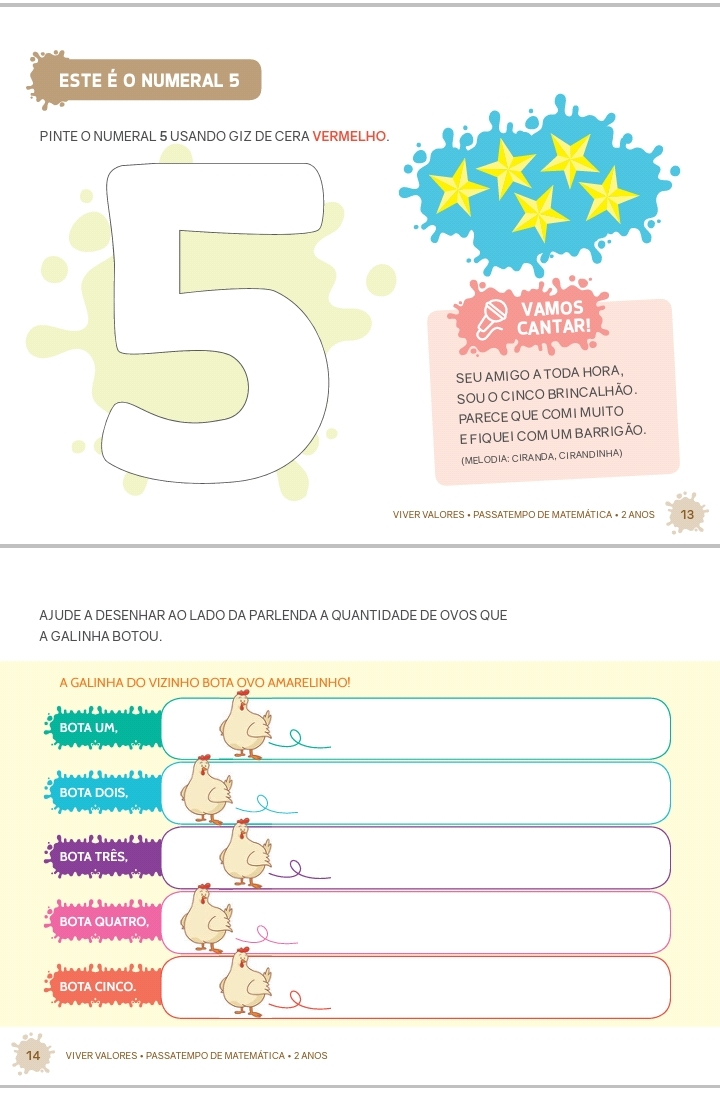 ESTE É O NUMERAL 5
PINTE O NUMERAL 5 USANDO GIZ DE CERA VERMELHO.
5
VAMOS
CANTAR!
SEU AMIGO A TODA HORA,
SOU O CINCO BRINCALHÃO.
PARECE QUE COMI MUITO
E FIQUEI COM UM BARRIGÃO.
(MELODIA: CIRANDA, CIRANDINHA)
VIVER VALORES • PASSATEMPO DE MATEMÁTICA • 2 ANOS 13
AJUDE A DESENHAR AO LADO DA PARLENDA A QUANTIDADE DE OVOS QUE
A GALINHA BOTOU.
A GALINHA DO VIZINHO BOTA OVO AMARELINHO!
BOTA UM,
BOTA DOIS,
BOTA TRÊS,
BOTA QUATRO,
BOTA CINCO.
14 VIVER VALORES • PASSATEMPO DE MATEMÁTICA • 2 ANOS